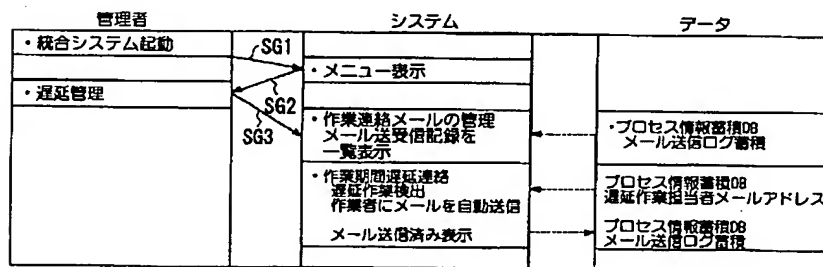 管理者
システム
データ
・統合システム起動
SG1
・メニュー表示
SG2
・遅延管理
SG3
・作業連絡メールの管理
メール送受信記録を
一覧表示
・プロセス情報蓄積DB
メール送信ログ蓄積
・作業期間遅延連絡
遅延作業検出
作業者にメールを自動送信
プロセス情報蓄積DB
遅延作業担当者メールアドレス
メール送信済み表示
プロセス情報蓄積DB
メール送信ログ蓄積